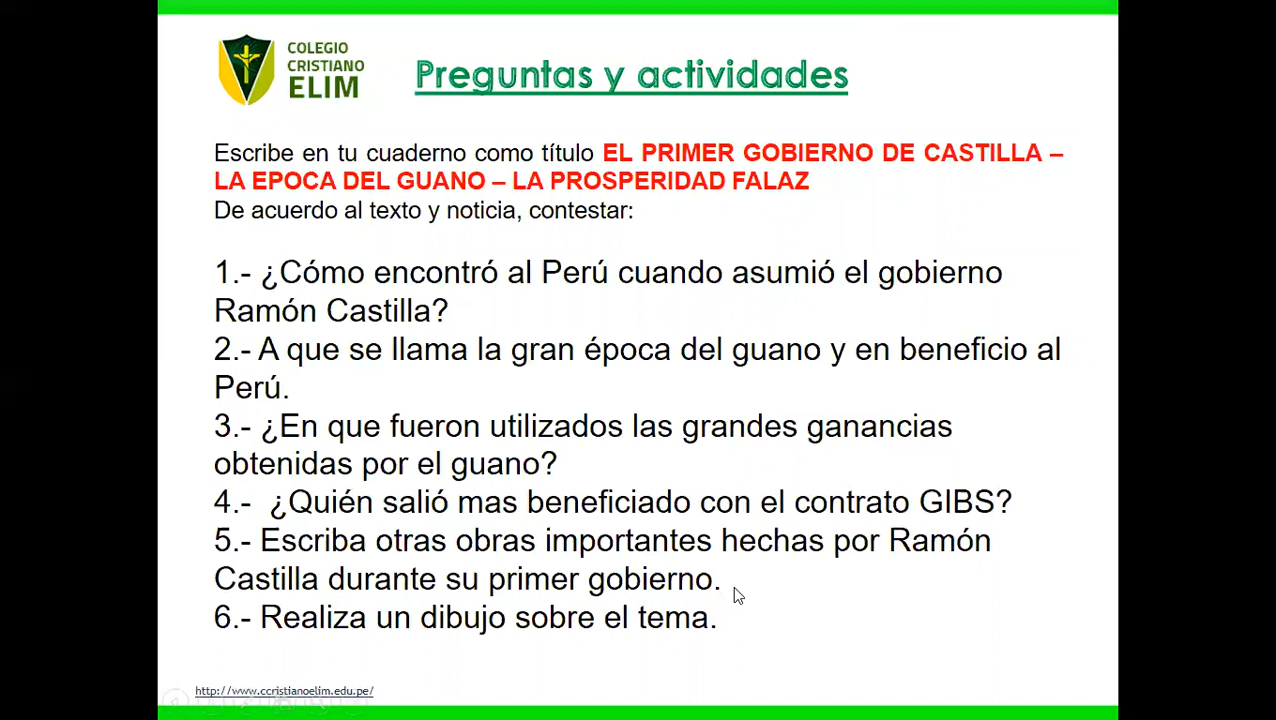 COLEGIO
CRISTIANO
ELIM
Preguntas y actividades
Escribe en tu cuaderno como título EL PRIMER GOBIERNO DE CASTILLA –
LA EPOCA DEL GUANO – LA PROSPERIDAD FALAZ
De acuerdo al texto y noticia, contestar:
1.- ¿Cómo encontró al Perú cuando asumió el gobierno
Ramón Castilla?
2.- A que se llama la gran época del guano y en beneficio al
Perú.
3.- ¿En que fueron utilizados las grandes ganancias
obtenidas por el guano?
4.- ¿Quién salió mas beneficiado con el contrato GIBS?
5.- Escriba otras obras importantes hechas por Ramón
Castilla durante su primer gobierno.
6.- Realiza un dibujo sobre el tema.
http://www.ccristianoelim.edu.pe/